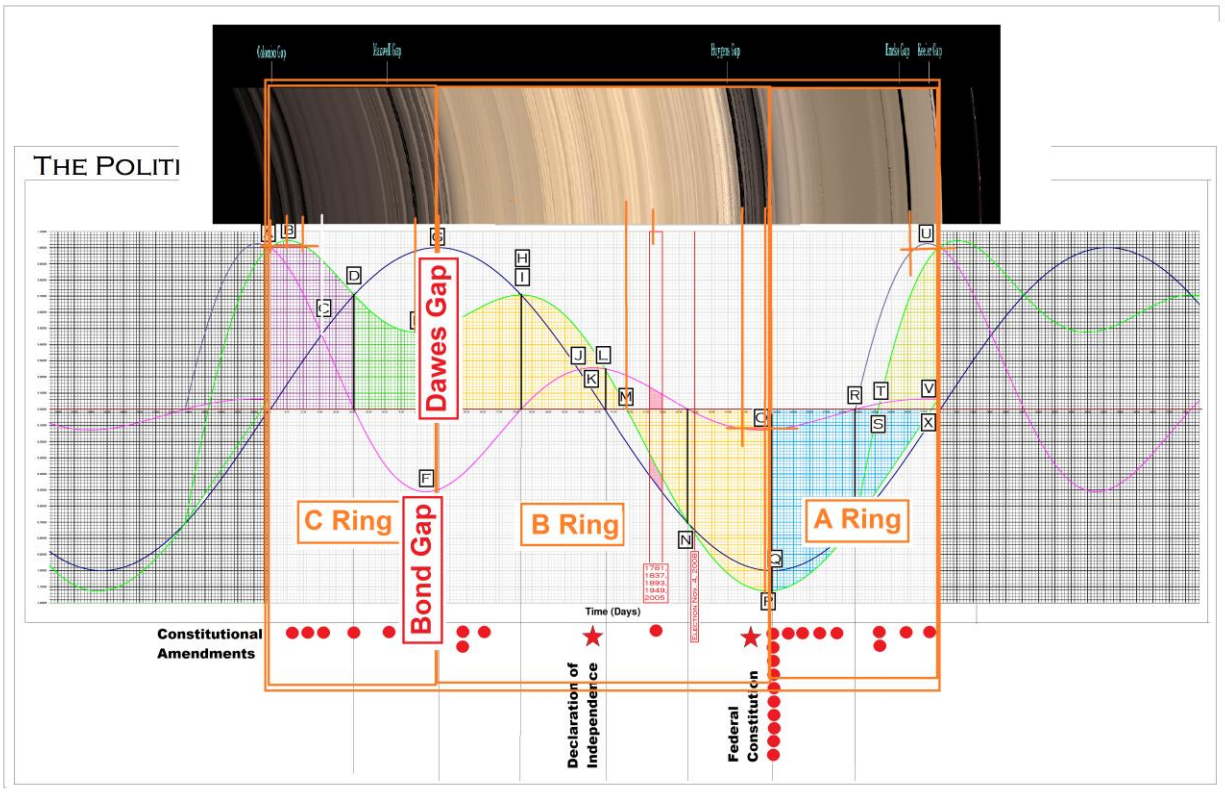 Colombo Gap
Maxwell Gap
Huygens Gap
Encke Gap
Keeler Gap
THE POLITI
A
B
G
U
H
I
D
C
J
L
K
M
R
T
V
O
S
X
F
Dawes Gap
Bond Gap
C Ring
B Ring
A Ring
N
Q
P
1781,
1837,
1893,
1949,
2005
ELECTION NOV. 4, 2008
Time (Days)
Constitutional
Amendments
Declaration of
Independence
Federal
Constitution